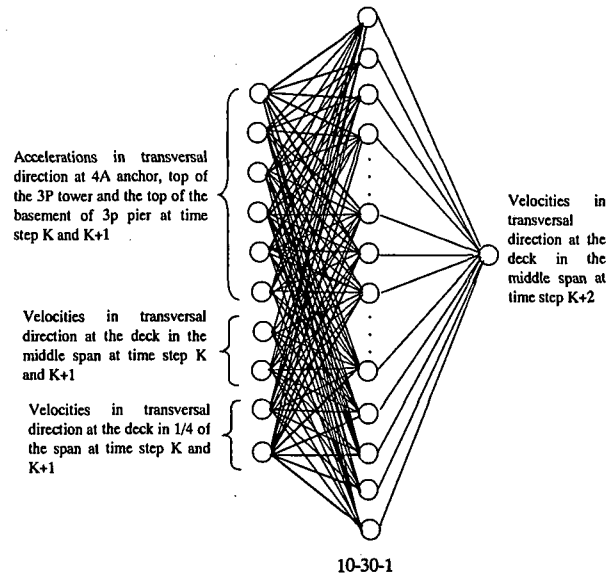 Accelerations in transversal
direction at 4A anchor, top of
the 3P tower and the top of the
basement of 3p pier at time
step K and K+1
Velocities in transversal
direction at the deck in the
middle span at time step K
and K+1
Velocities in transversal
direction at the deck in 1/4 of
the span at time step K and
K+1
Velocities in
transversal
direction at the
deck in the
middle span at
time step K+2
10-30-1